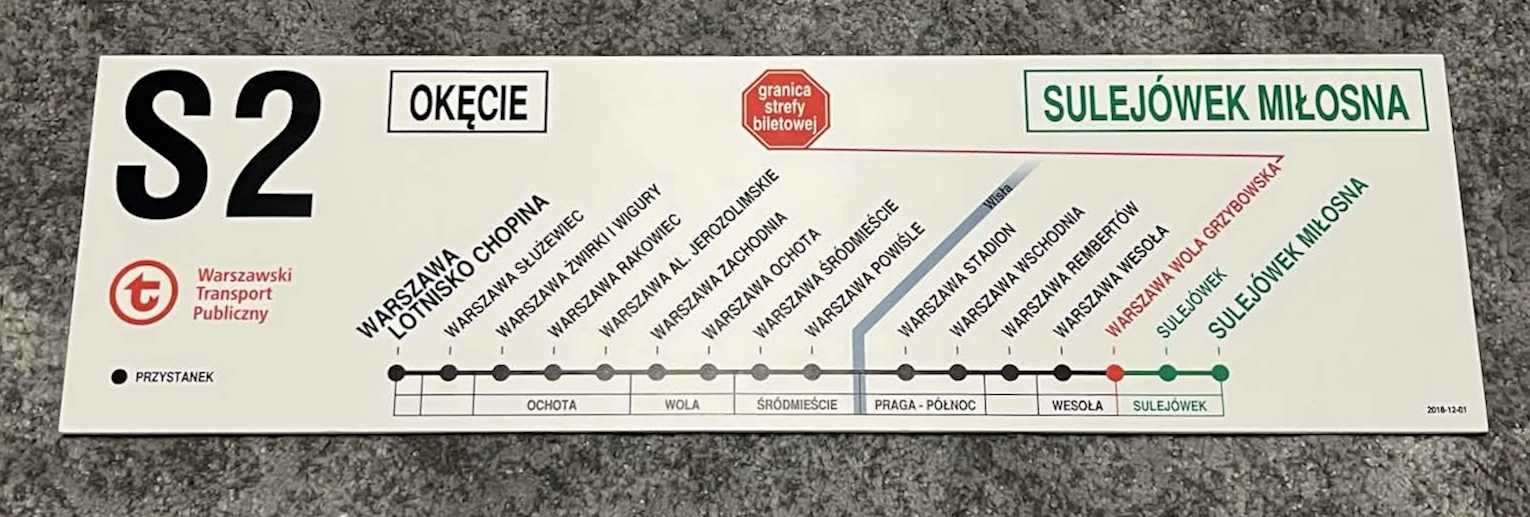 S2
OKĘCIE
granica
strefy
biletowej
SULEJÓWEK MIŁOSNA
Warszawski
Transport
Publiczny
PRZYSTANEK
WARSZAWA
LOTNISKO CHOPINA
WARSZAWA SŁUŻEWIEC
WARSZAWA ŻWIRKI I WIGURY
WARSZAWA RAKOWIEC
WARSZAWA AL. JEROZOLIMSKIE
WARSZAWA ZACHODNIA
WARSZAWA OCHOTA
WARSZAWA ŚRÓDMIEŚCIE
WARSZAWA POWIŚLE
Wisła
WARSZAWA STADION
WARSZAWA WSCHODNIA
WARSZAWA REMBERTÓW
WARSZAWA WESOŁA
WARSZAWA WOLA GRZYBOWSKA
SULEJÓWEK
SULEJÓWEK MIŁOSNA
OCHOTA
WOLA
ŚRÓDMIEŚCIE
PRAGA - PÓŁNOC
WESOŁA
SULEJÓWEK
2016-12-01